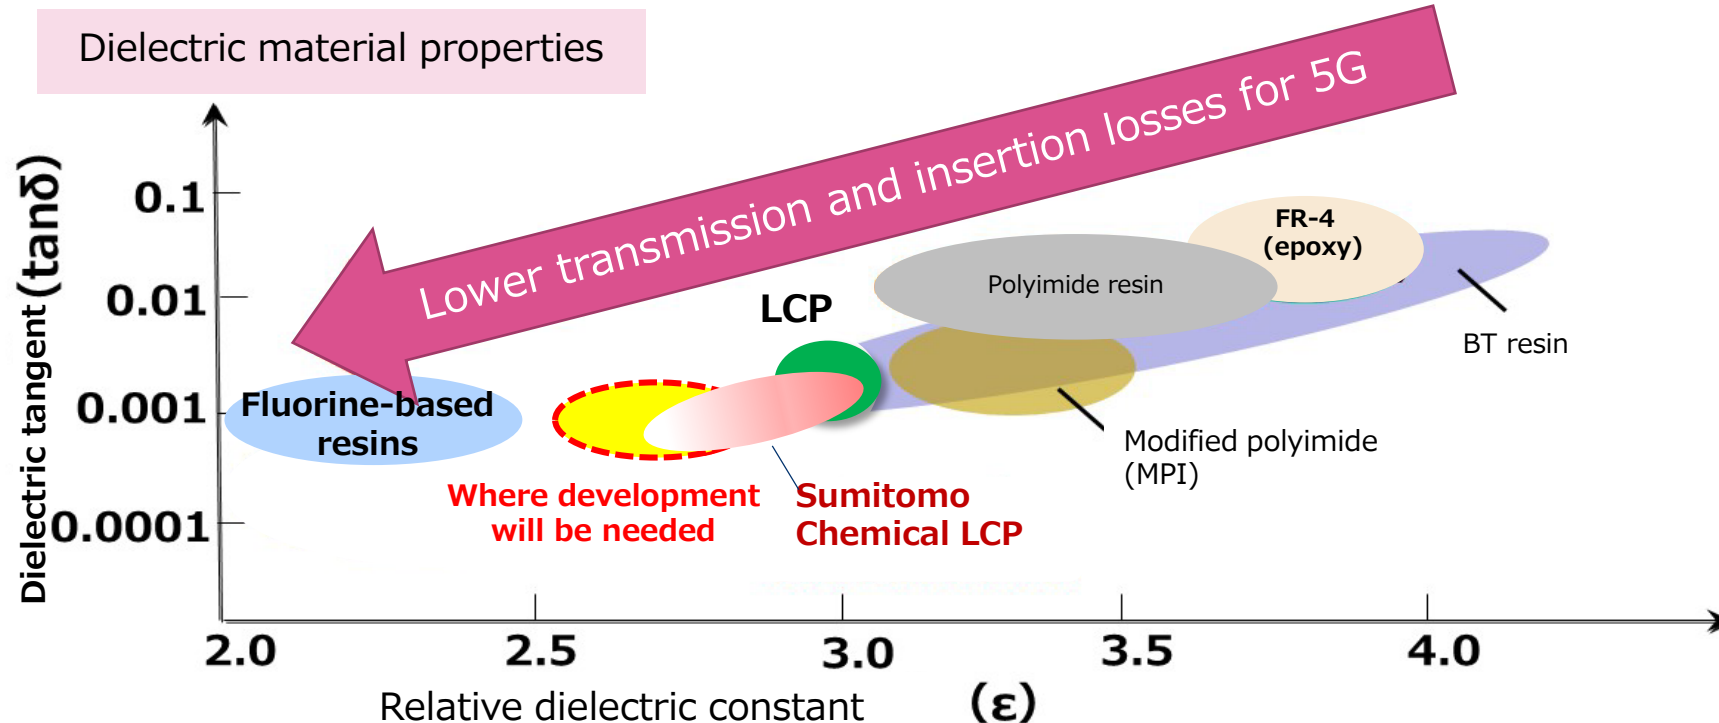 Dielectric material properties
Lower transmission and insertion losses for 5G
Dielectric tangent (tanδ)
0.1
0.01
0.001
0.0001
FR-4
(epoxy)
Polyimide resin
LCP
BT resin
Fluorine-based
resins
Modified polyimide
(MPI)
Where development
will be needed
Sumitomo
Chemical LCP
2.0
2.5
3.0
3.5
4.0
Relative dielectric constant (ε)